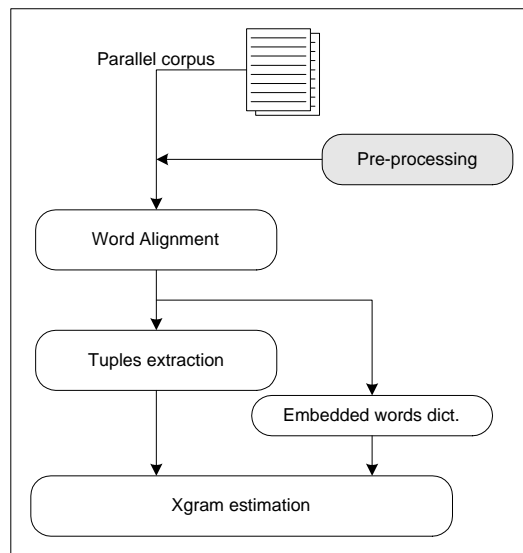 Parallel corpus
Pre-processing
Word Alignment
Tuples extraction
Embedded words dict.
Xgram estimation